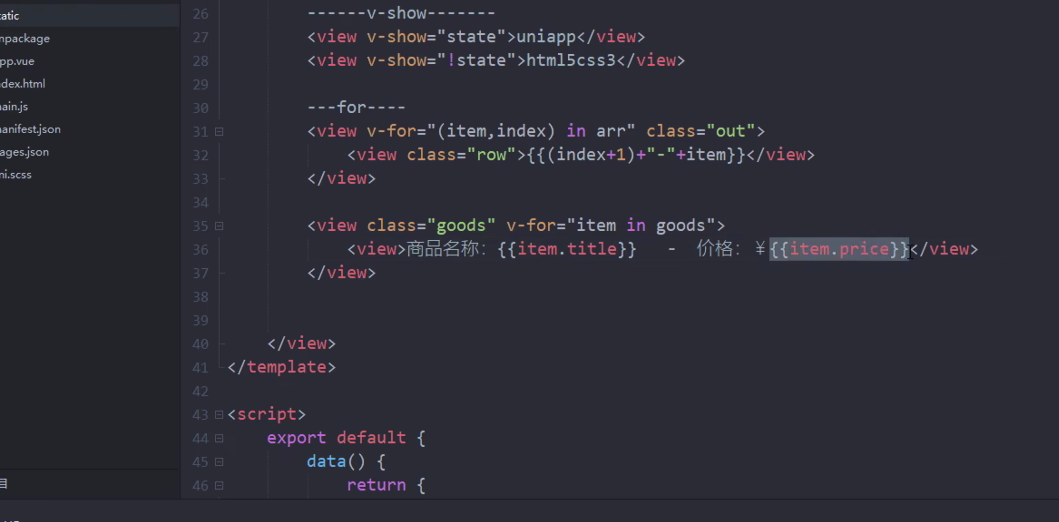 tatic
npackage
pp.vue
dex.html
ain.js
anifest.json
ages.json
ni.scss
目
26 ------v-show-------
27 <view v-show="state">uniapp</view>
28 <view v-show="!state">html5css3</view>
29
30 ---for----
31 <view v-for="(item,index) in arr" class="out">
32 <view class="row">{{(index+1)+"-"+item}}</view>
33 </view>
34
35 <view class="goods" v-for="item in goods">
36 <view>商品名称：{{item.title}} - 价格：￥{{item.price}}</view>
37 </view>
38
39
40 </view>
41 </template>
42
43 <script>
44 export default {
45 data() {
46 return {